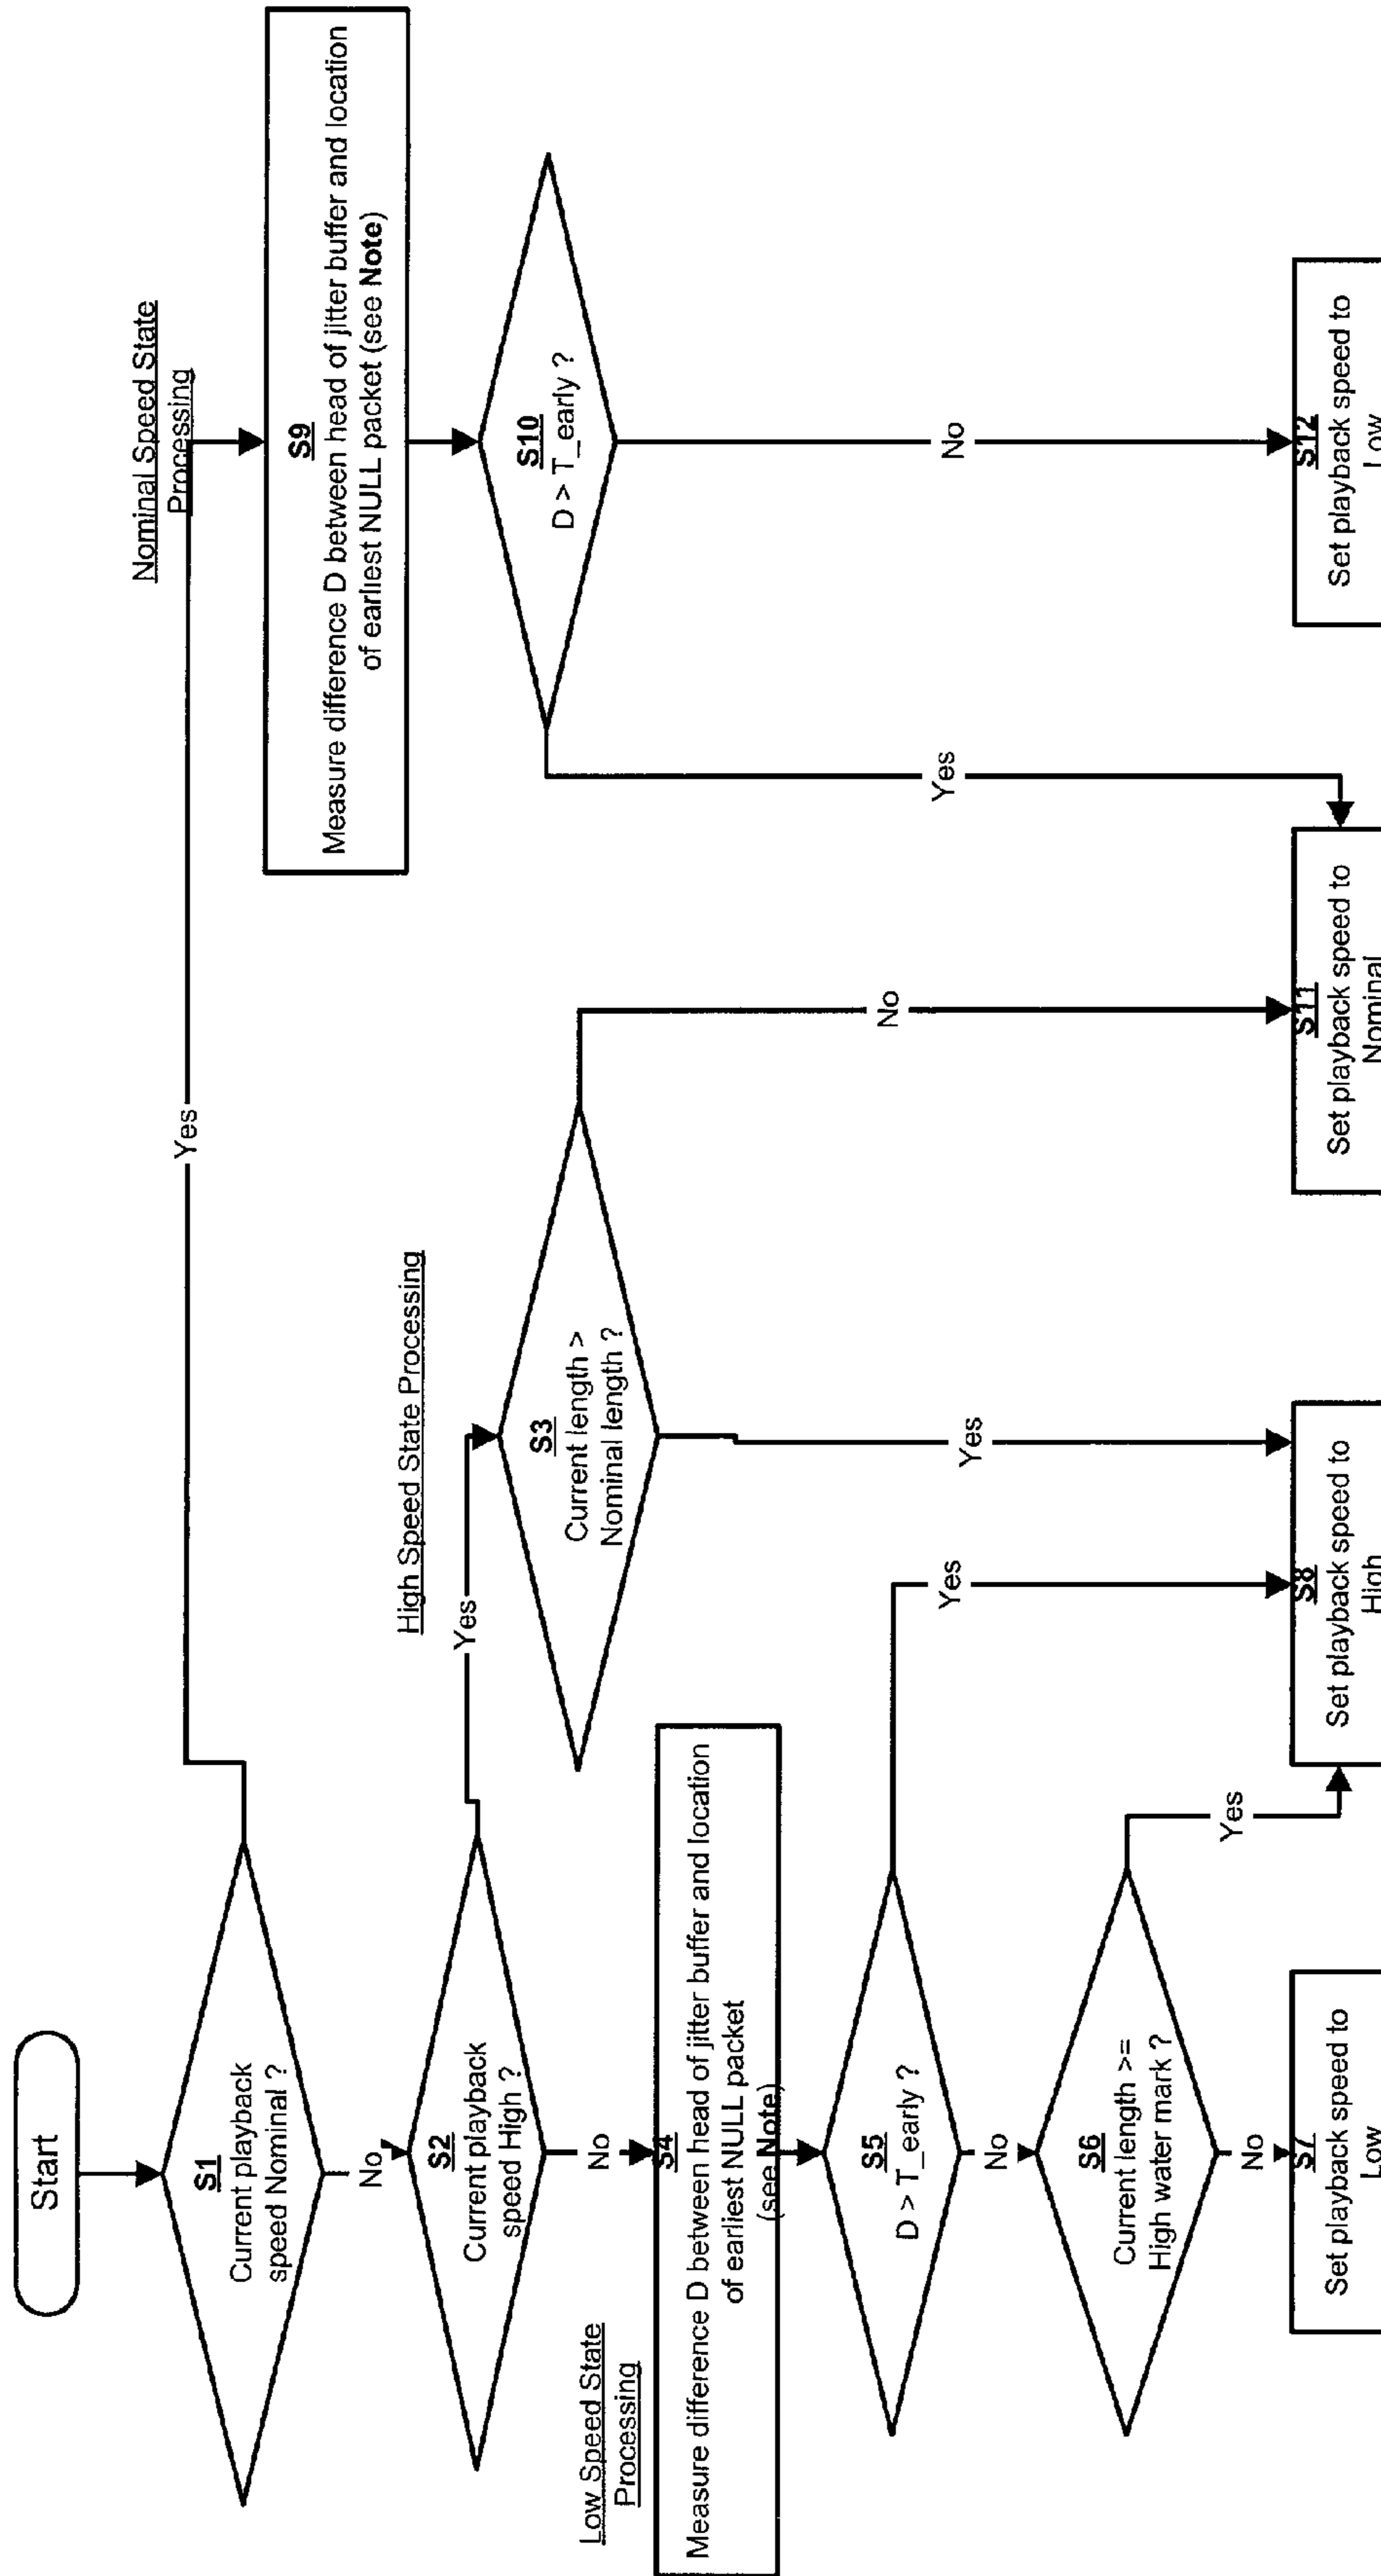 Start
S1
Current playback
speed Nominal ?
Yes
No
Nominal Speed State
Processing
S9
Measure difference D between head of jitter buffer and location
of earliest NULL packet (see Note)
S10
D > T_early ?
Yes
No
S2
Current playback
speed High ?
Yes
No
High Speed State Processing
S3
Current length >
Nominal length ?
Yes
No
Low Speed State
Processing
S4
Measure difference D between head of jitter buffer and location
of earliest NULL packet
(see Note)
S5
D > T_early ?
Yes
No
S6
Current length >=
High water mark ?
Yes
No
S7
Set playback speed to
Low
S8
Set playback speed to
High
S11
Set playback speed to
Nominal
S12
Set playback speed to
Low